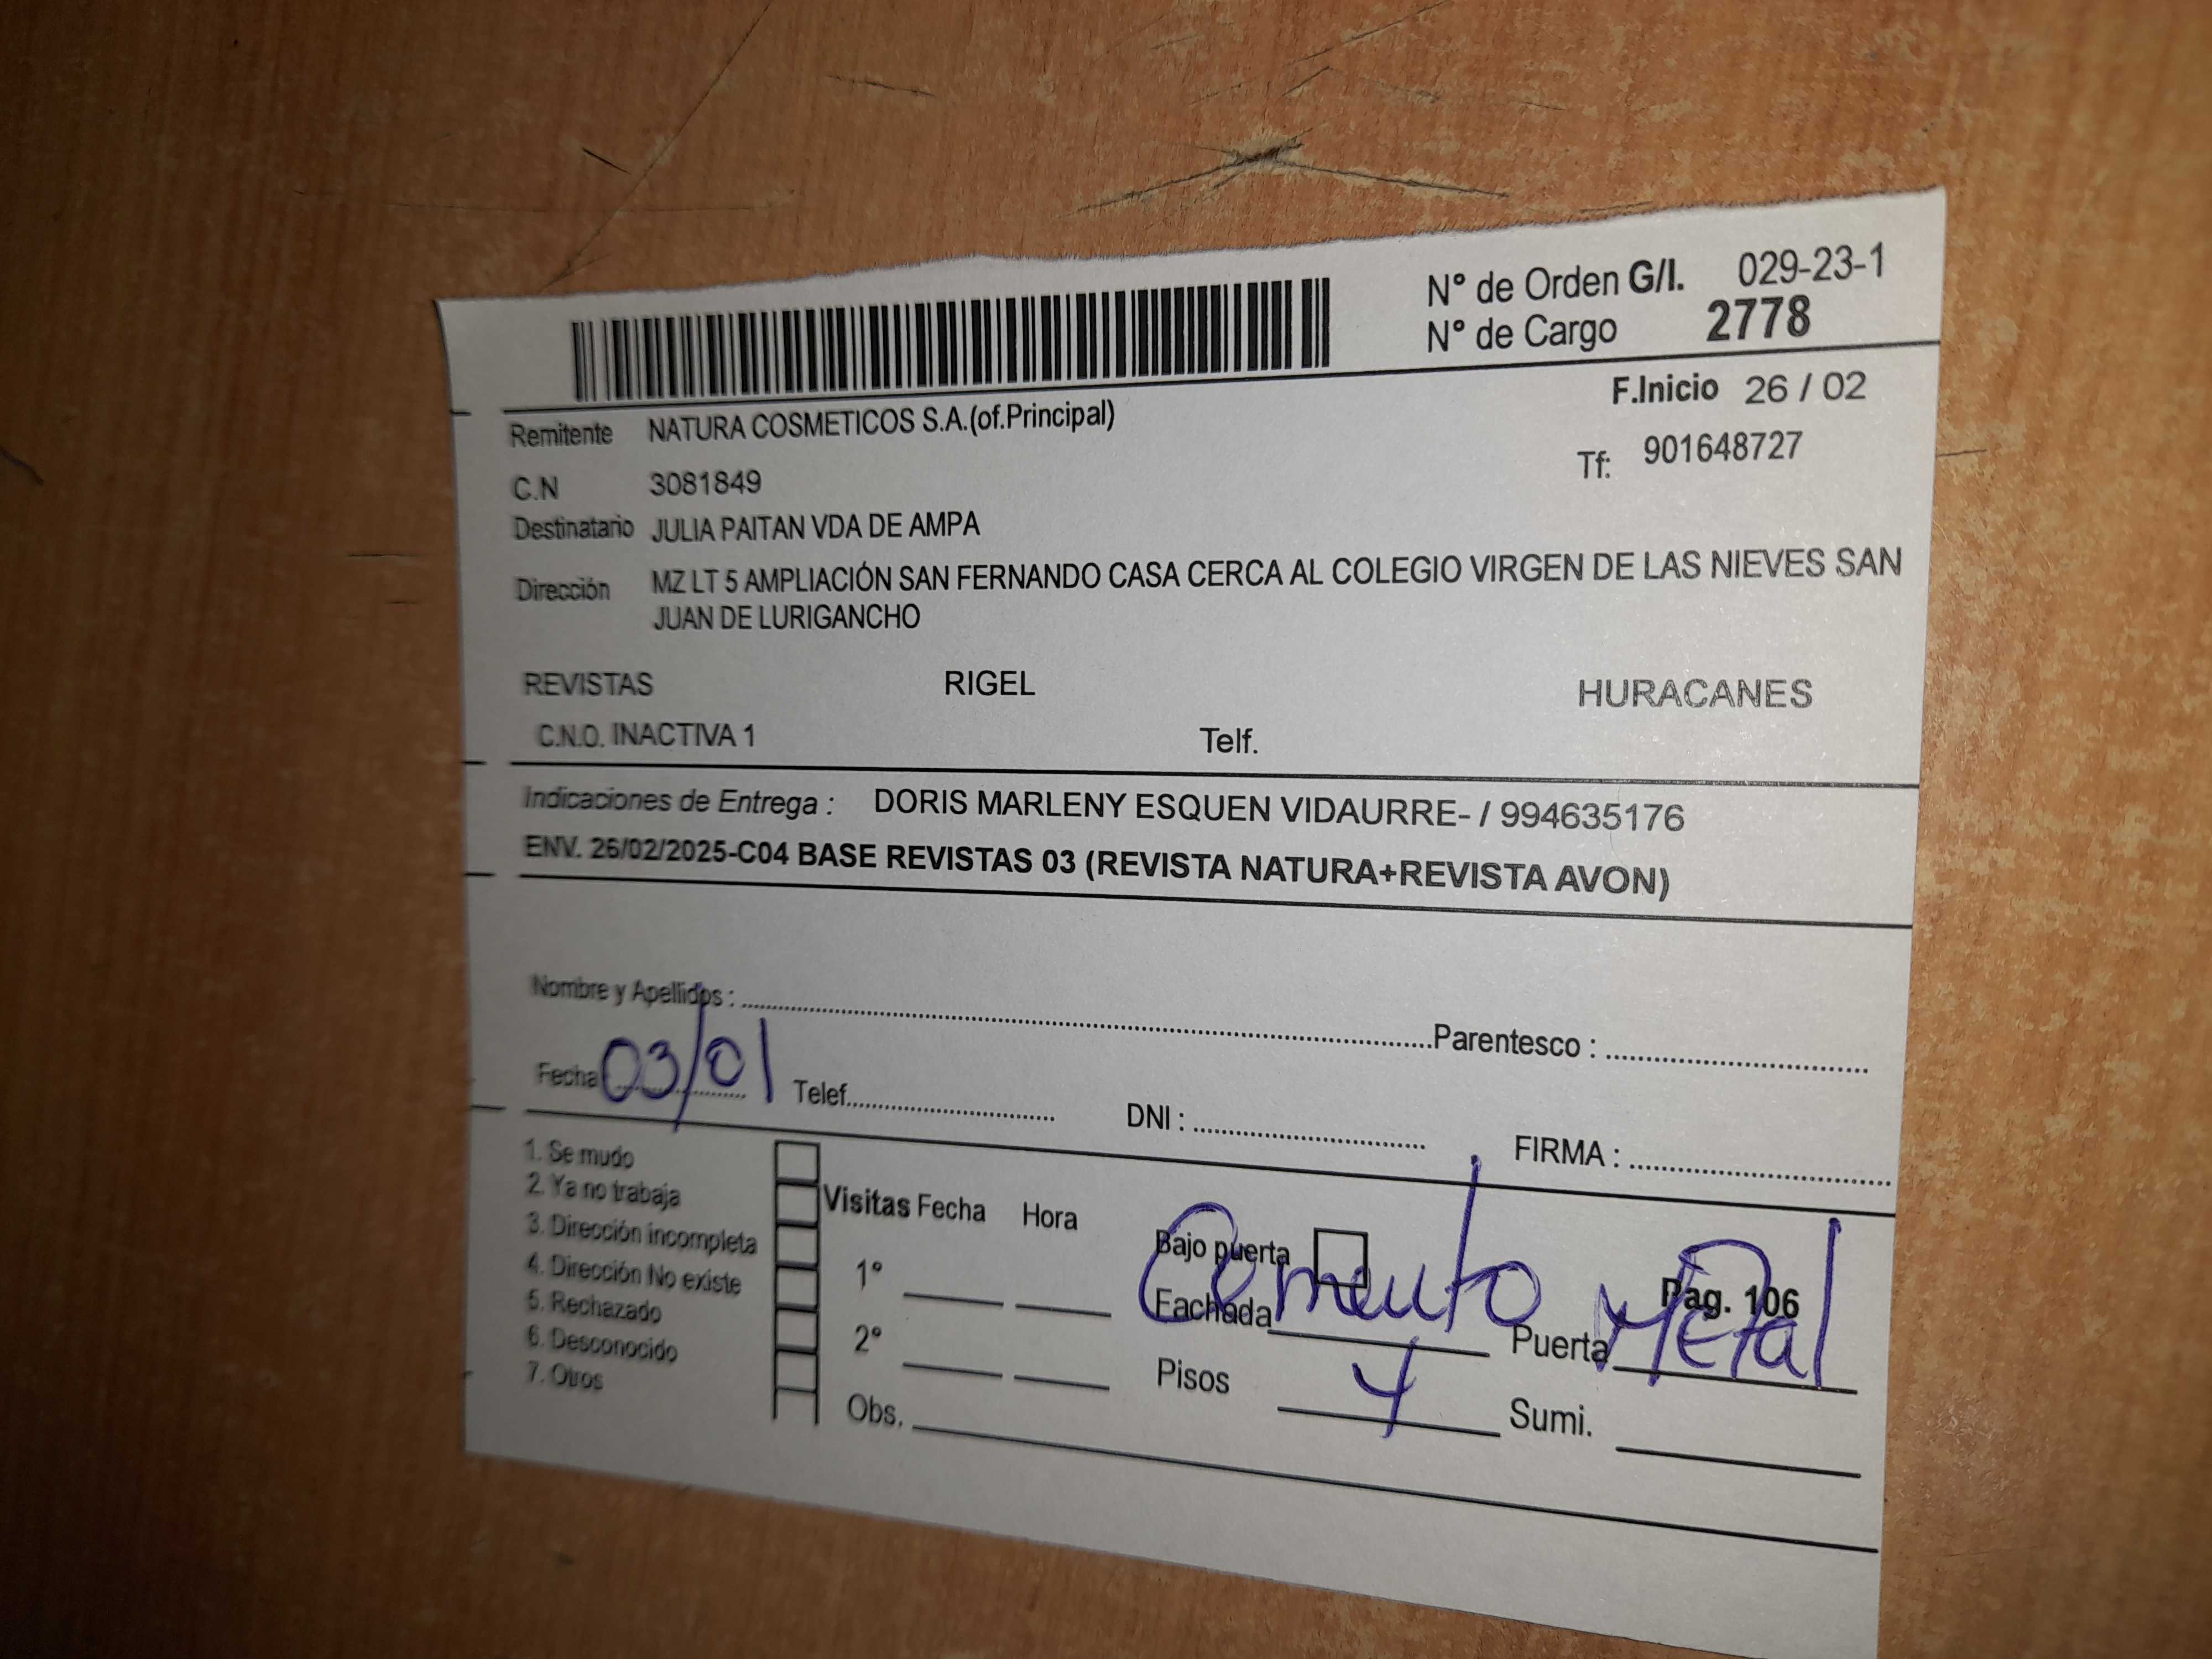 N° de Orden G/I. 029-23-1
N° de Cargo 2778
F.Inicio 26 / 02
Remitente NATURA COSMETICOS S.A.(of.Principal)
Tf: 901648727
C.N 3081849
Destinatario JULIA PAITAN VDA DE AMPA
Dirección MZ LT 5 AMPLIACIÓN SAN FERNANDO CASA CERCA AL COLEGIO VIRGEN DE LAS NIEVES SAN
JUAN DE LURIGANCHO
REVISTAS RIGEL HURACANES
C.N.O. INACTIVA 1 Telf.
Indicaciones de Entrega : DORIS MARLENY ESQUEN VIDAURRE- / 994635176
ENV. 26/02/2025-C04 BASE REVISTAS 03 (REVISTA NATURA+REVISTA AVON)
Nombre y Apellidos : Parentesco :
Fecha 03/01 Telef. DNI : FIRMA :
1. Se mudo
2. Ya no trabaja
3. Dirección incompleta
4. Dirección No existe
5. Rechazado
6. Desconocido
7. Otros
Visitas Fecha Hora
1°
2°
Obs.
Bajo puerta
Pag. 106
Fachada Cemento Puerta Metal
Pisos 4 Sumi.